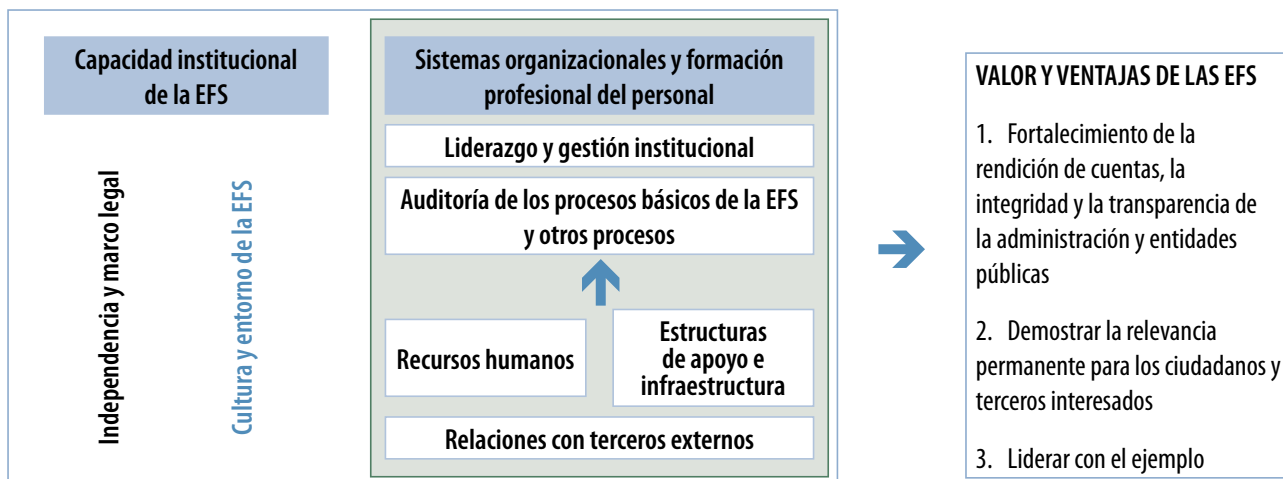 Capacidad institucional
de la EFS
Independencia y marco legal
Cultura y entorno de la EFS
Sistemas organizacionales y formación
profesional del personal
Liderazgo y gestión institucional
Auditoría de los procesos básicos de la EFS
y otros procesos
Recursos humanos
Estructuras
de apoyo e
infraestructura
Relaciones con terceros externos
VALOR Y VENTAJAS DE LAS EFS
1. Fortalecimiento de la
rendición de cuentas, la
integridad y la transparencia de
la administración y entidades
públicas
2. Demostrar la relevancia
permanente para los ciudadanos y
terceros interesados
3. Liderar con el ejemplo